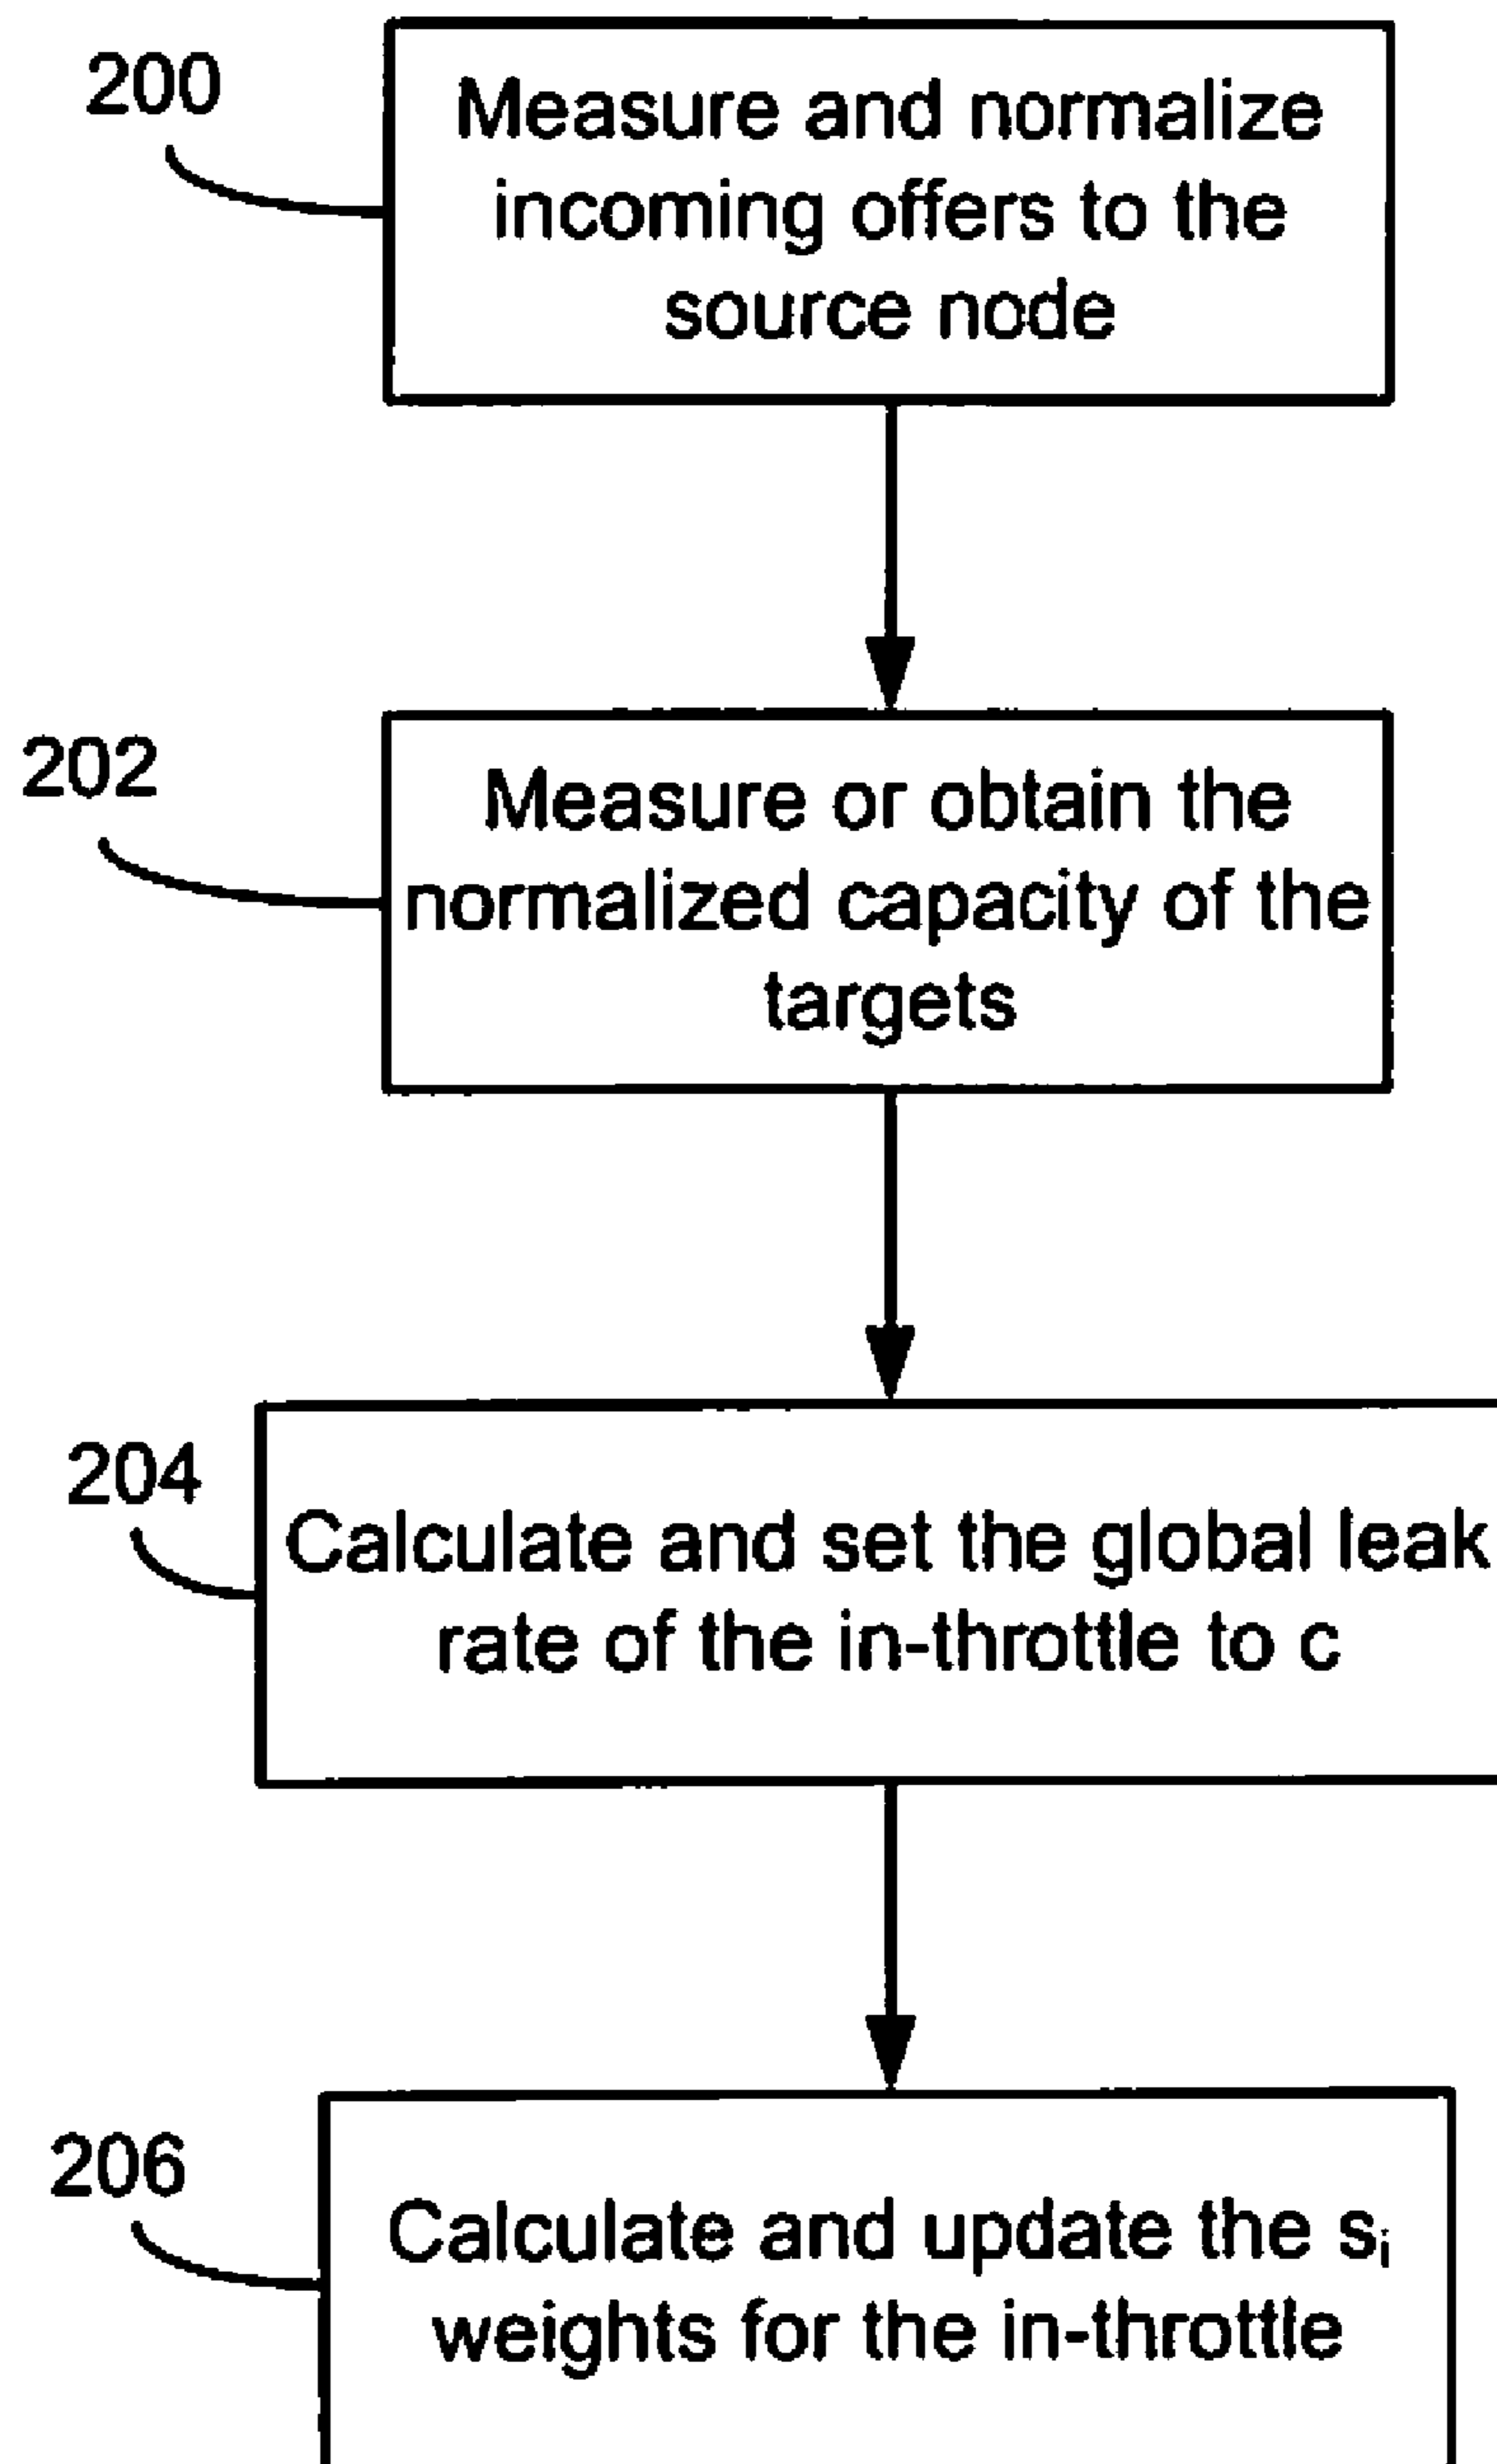 200
Measure and normalize
incoming offers to the
source node
202
Measure or obtain the
normalized capacity of the
targets
204
Calculate and set the global leak
rate of the in-throttle to c
206
Calculate and update the sᵢ
weights for the in-throttle